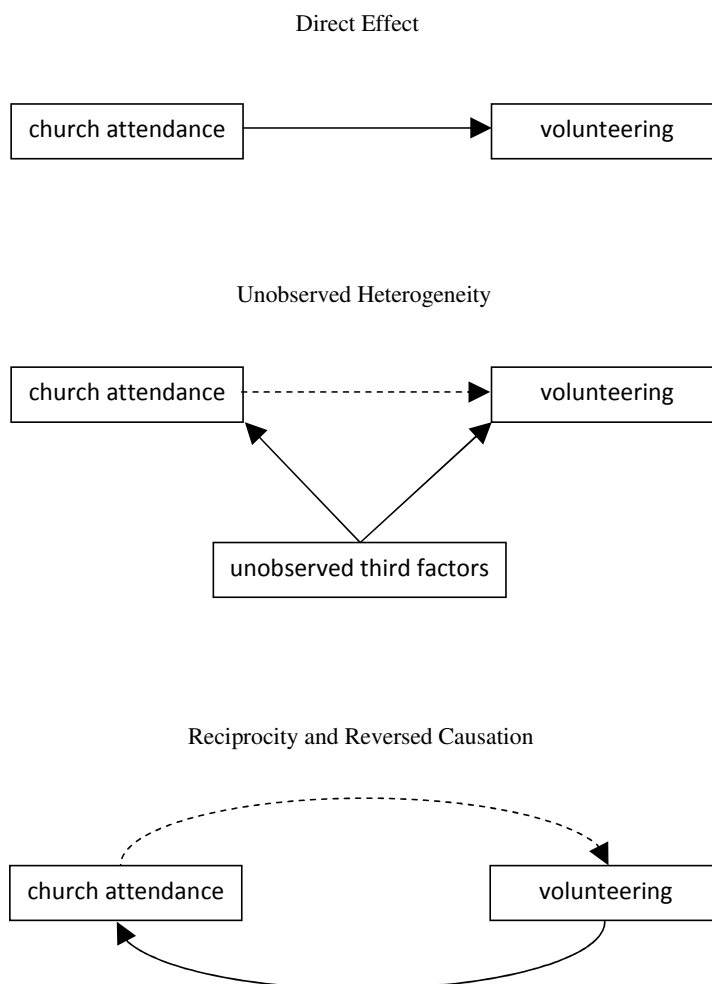 Direct Effect
church attendance
volunteering
Unobserved Heterogeneity
church attendance
volunteering
unobserved third factors
Reciprocity and Reversed Causation
church attendance
volunteering